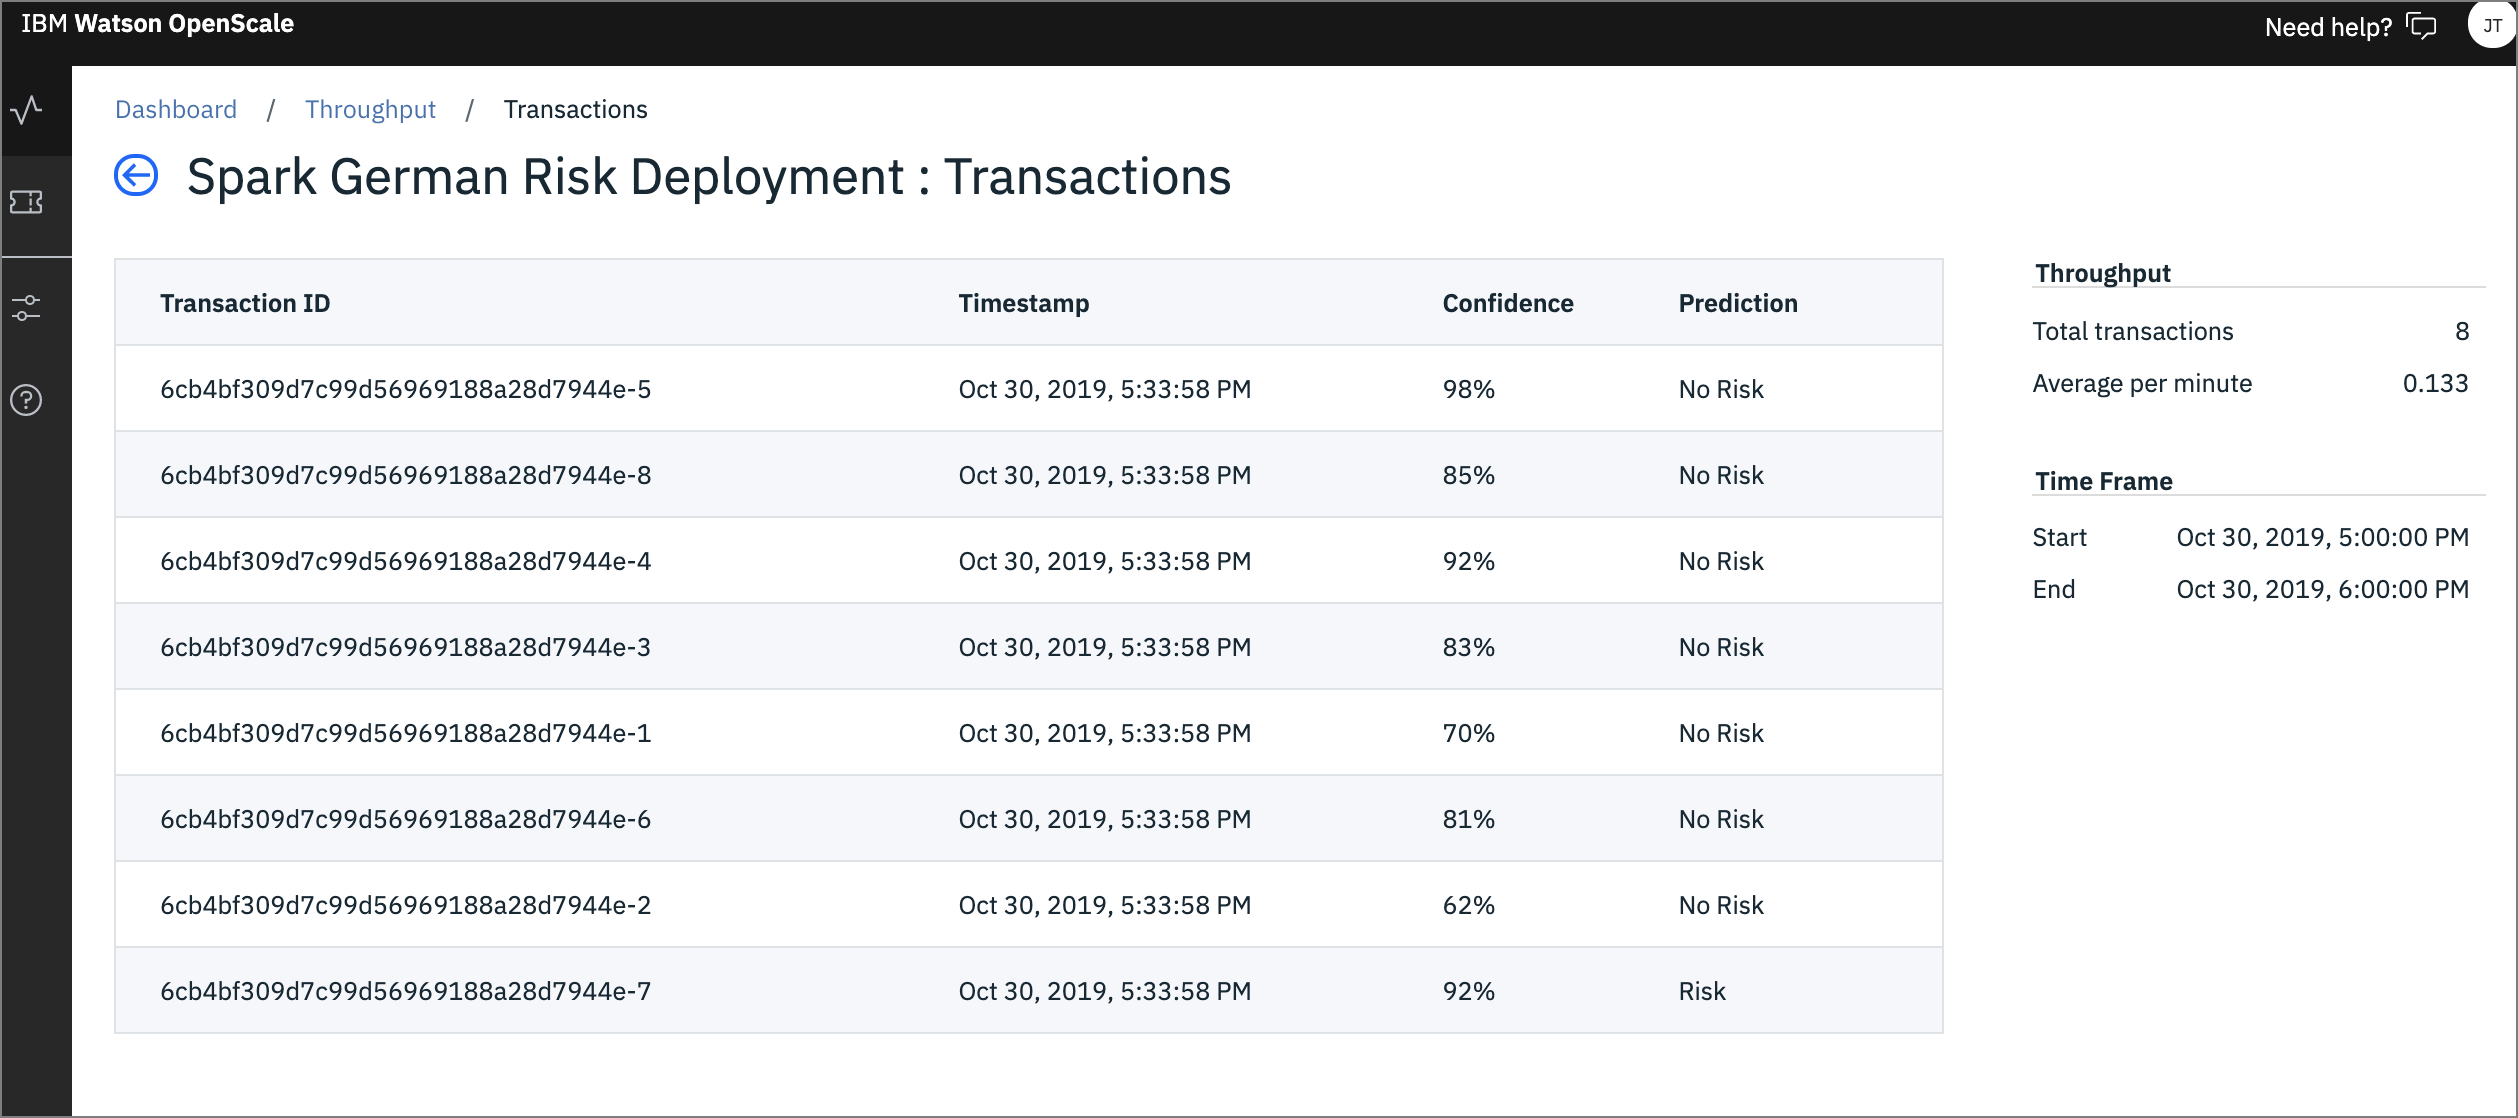 IBM Watson OpenScale
Need help?
JT
Dashboard / Throughput / Transactions
Spark German Risk Deployment : Transactions
Transaction ID Timestamp Confidence Prediction
6cb4bf309d7c99d56969188a28d7944e-5 Oct 30, 2019, 5:33:58 PM 98% No Risk
6cb4bf309d7c99d56969188a28d7944e-8 Oct 30, 2019, 5:33:58 PM 85% No Risk
6cb4bf309d7c99d56969188a28d7944e-4 Oct 30, 2019, 5:33:58 PM 92% No Risk
6cb4bf309d7c99d56969188a28d7944e-3 Oct 30, 2019, 5:33:58 PM 83% No Risk
6cb4bf309d7c99d56969188a28d7944e-1 Oct 30, 2019, 5:33:58 PM 70% No Risk
6cb4bf309d7c99d56969188a28d7944e-6 Oct 30, 2019, 5:33:58 PM 81% No Risk
6cb4bf309d7c99d56969188a28d7944e-2 Oct 30, 2019, 5:33:58 PM 62% No Risk
6cb4bf309d7c99d56969188a28d7944e-7 Oct 30, 2019, 5:33:58 PM 92% Risk
Throughput
Total transactions 8
Average per minute 0.133
Time Frame
Start Oct 30, 2019, 5:00:00 PM
End Oct 30, 2019, 6:00:00 PM